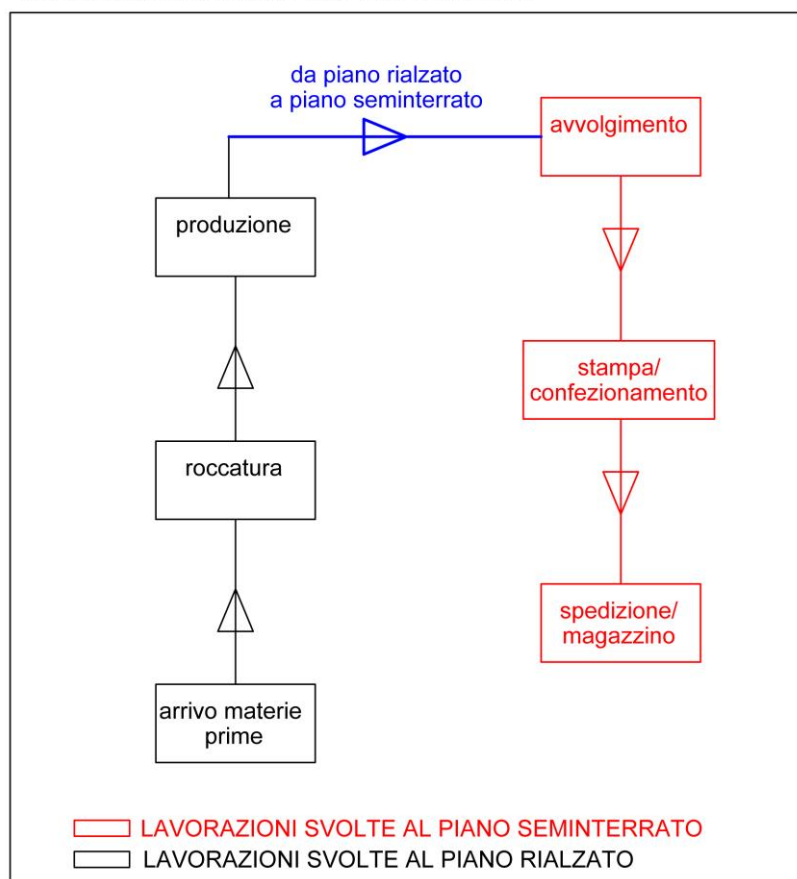 da piano rialzato
a piano seminterrato
avvolgimento
produzione
stampa/
confezionamento
roccatura
spedizione/
magazzino
arrivo materie
prime
LAVORAZIONI SVOLTE AL PIANO SEMINTERRATO
LAVORAZIONI SVOLTE AL PIANO RIALZATO